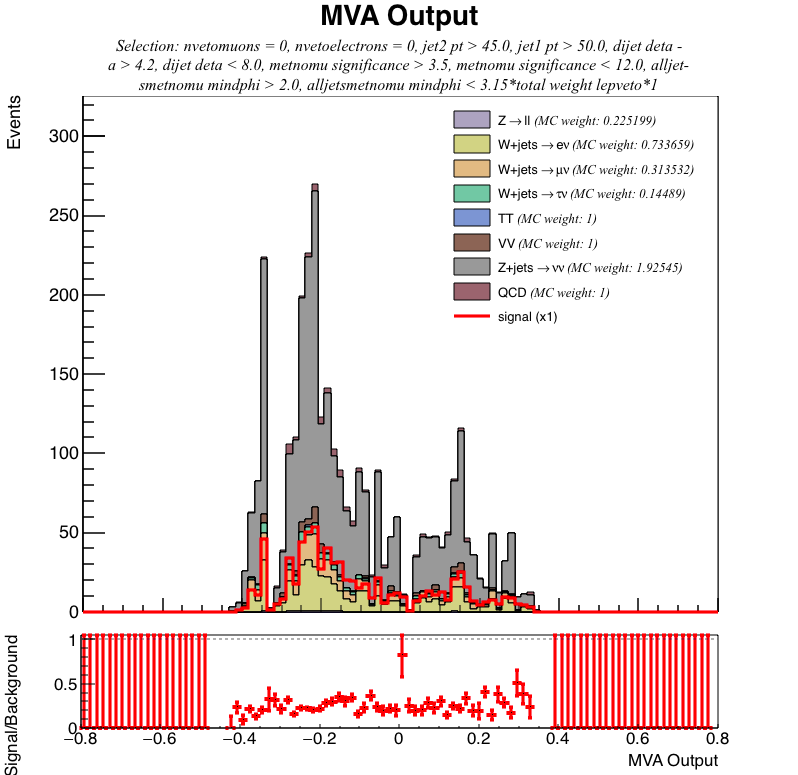 MVA Output
Selection: nvetomuons = 0, nvetoelectrons = 0, jet2 pt > 45.0, jet1 pt > 50.0, dijet deta -
a > 4.2, dijet deta < 8.0, metnomu significance > 3.5, metnomu significance < 12.0, alljet-
smetnomu mindphi > 2.0, alljetsmetnomu mindphi < 3.15*total weight lepveto*1
Events
300
250
200
150
100
50
0
Z→ll (MC weight: 0.225199)
W+jets→eν (MC weight: 0.733659)
W+jets→μν (MC weight: 0.313532)
W+jets→τν (MC weight: 0.14489)
TT (MC weight: 1)
VV (MC weight: 1)
Z+jets→νν (MC weight: 1.92545)
QCD (MC weight: 1)
signal (x1)
Signal/Background
1
0.5
0
−0.8 −0.6 −0.4 −0.2 0 0.2 0.4 0.6 0.8
MVA Output